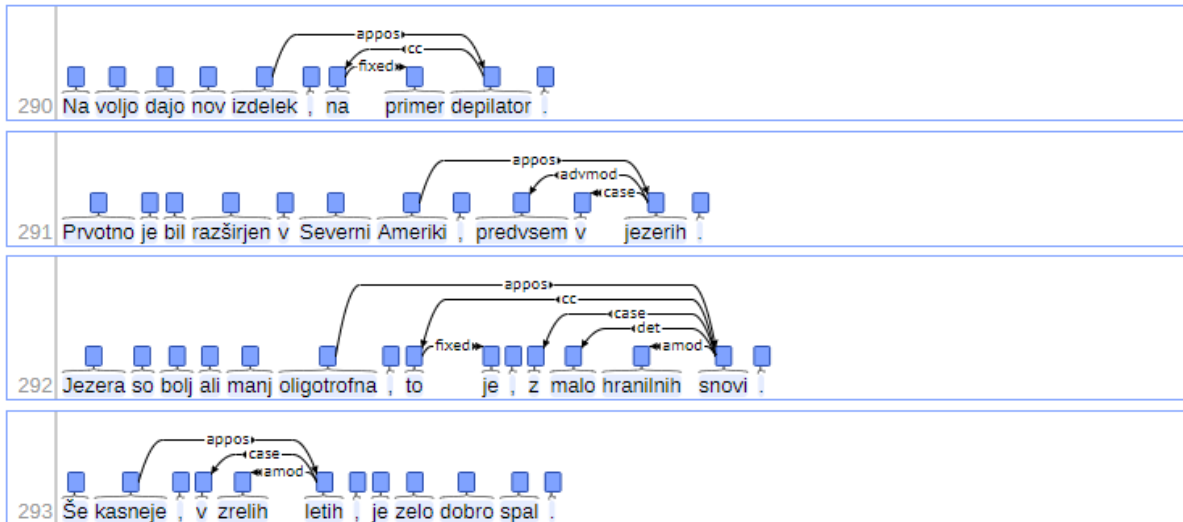 appos
cc
fixed
290 Na voljo dajo nov izdelek , na primer depilator .
appos
advmod
case
291 Prvotno je bil razširjen v Severni Ameriki , predvsem v jezerih .
appos
cc
case
det
fixed amod
292 Jezera so bolj ali manj oligotrofna , to je , z malo hranilnih snovi .
appos
case
amod
293 Še kasneje , v zrelih letih , je zelo dobro spal .